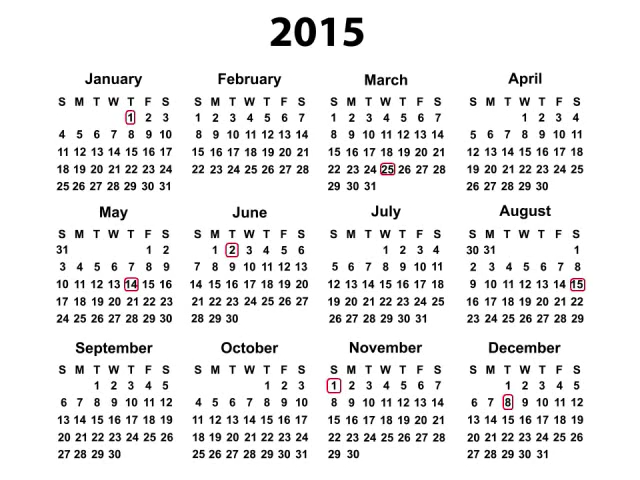 2015
January
S M T W T F S
1 2 3
4 5 6 7 8 9 10
11 12 13 14 15 16 17
18 19 20 21 22 23 24
25 26 27 28 29 30 31
February
S M T W T F S
1 2 3 4 5 6 7
8 9 10 11 12 13 14
15 16 17 18 19 20 21
22 23 24 25 26 27 28
March
S M T W T F S
1 2 3 4 5 6 7
8 9 10 11 12 13 14
15 16 17 18 19 20 21
22 23 24 25 26 27 28
29 30 31
April
S M T W T F S
1 2 3 4
5 6 7 8 9 10 11
12 13 14 15 16 17 18
19 20 21 22 23 24 25
26 27 28 29 30
May
S M T W T F S
31 1 2
3 4 5 6 7 8 9
10 11 12 13 14 15 16
17 18 19 20 21 22 23
24 25 26 27 28 29 30
June
S M T W T F S
1 2 3 4 5 6
7 8 9 10 11 12 13
14 15 16 17 18 19 20
21 22 23 24 25 26 27
28 29 30
July
S M T W T F S
1 2 3 4
5 6 7 8 9 10 11
12 13 14 15 16 17 18
19 20 21 22 23 24 25
26 27 28 29 30 31
August
S M T W T F S
30 31 1
2 3 4 5 6 7 8
9 10 11 12 13 14 15
16 17 18 19 20 21 22
23 24 25 26 27 28 29
September
S M T W T F S
1 2 3 4 5
6 7 8 9 10 11 12
13 14 15 16 17 18 19
20 21 22 23 24 25 26
27 28 29 30
October
S M T W T F S
1 2 3
4 5 6 7 8 9 10
11 12 13 14 15 16 17
18 19 20 21 22 23 24
25 26 27 28 29 30 31
November
S M T W T F S
1 2 3 4 5 6 7
8 9 10 11 12 13 14
15 16 17 18 19 20 21
22 23 24 25 26 27 28
29 30
December
S M T W T F S
1 2 3 4 5
6 7 8 9 10 11 12
13 14 15 16 17 18 19
20 21 22 23 24 25 26
27 28 29 30 31